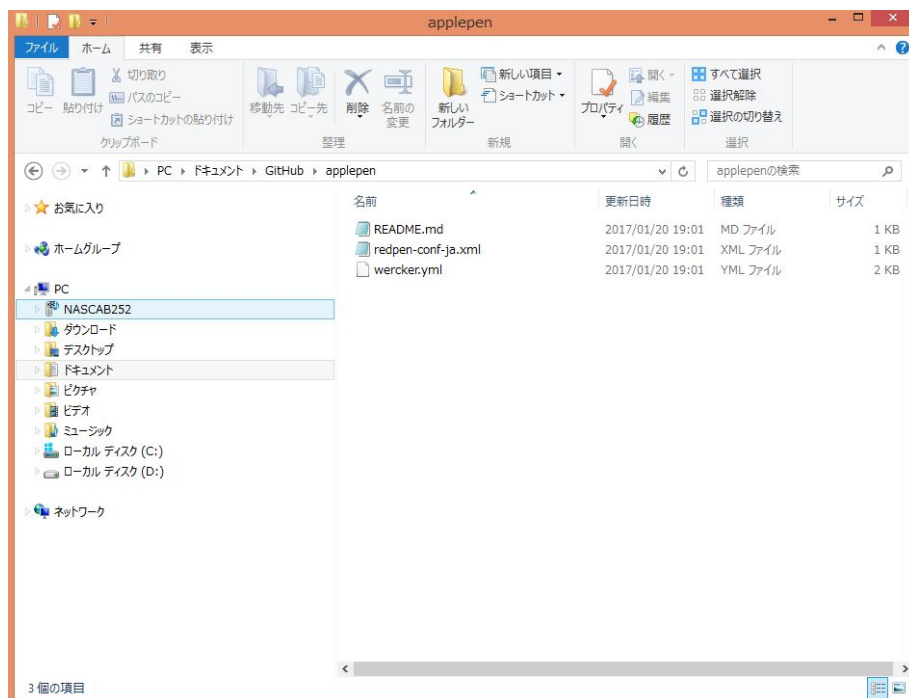 applepen
ファイル ホーム 共有 表示
コピー 貼り付け 切り取り パスのコピー ショートカットの貼り付け
移動先 コピー先 削除 名前の変更
新しいフォルダー 新しい項目 ショートカット
プロパティ 開く 編集 履歴
すべて選択 選択解除 選択の切り替え
クリップボード 整理 新規 開く 選択
PC ドキュメント GitHub applepen applepenの検索
名前 更新日時 種類 サイズ
README.md 2017/01/20 19:01 MD ファイル 1 KB
redpen-conf-ja.xml 2017/01/20 19:01 XML ファイル 1 KB
wercker.yml 2017/01/20 19:01 YML ファイル 2 KB
お気に入り
ホームグループ
PC
NASCAB252
ダウンロード
デスクトップ
ドキュメント
ピクチャ
ビデオ
ミュージック
ローカル ディスク (C:)
ローカル ディスク (D:)
ネットワーク
3 個の項目